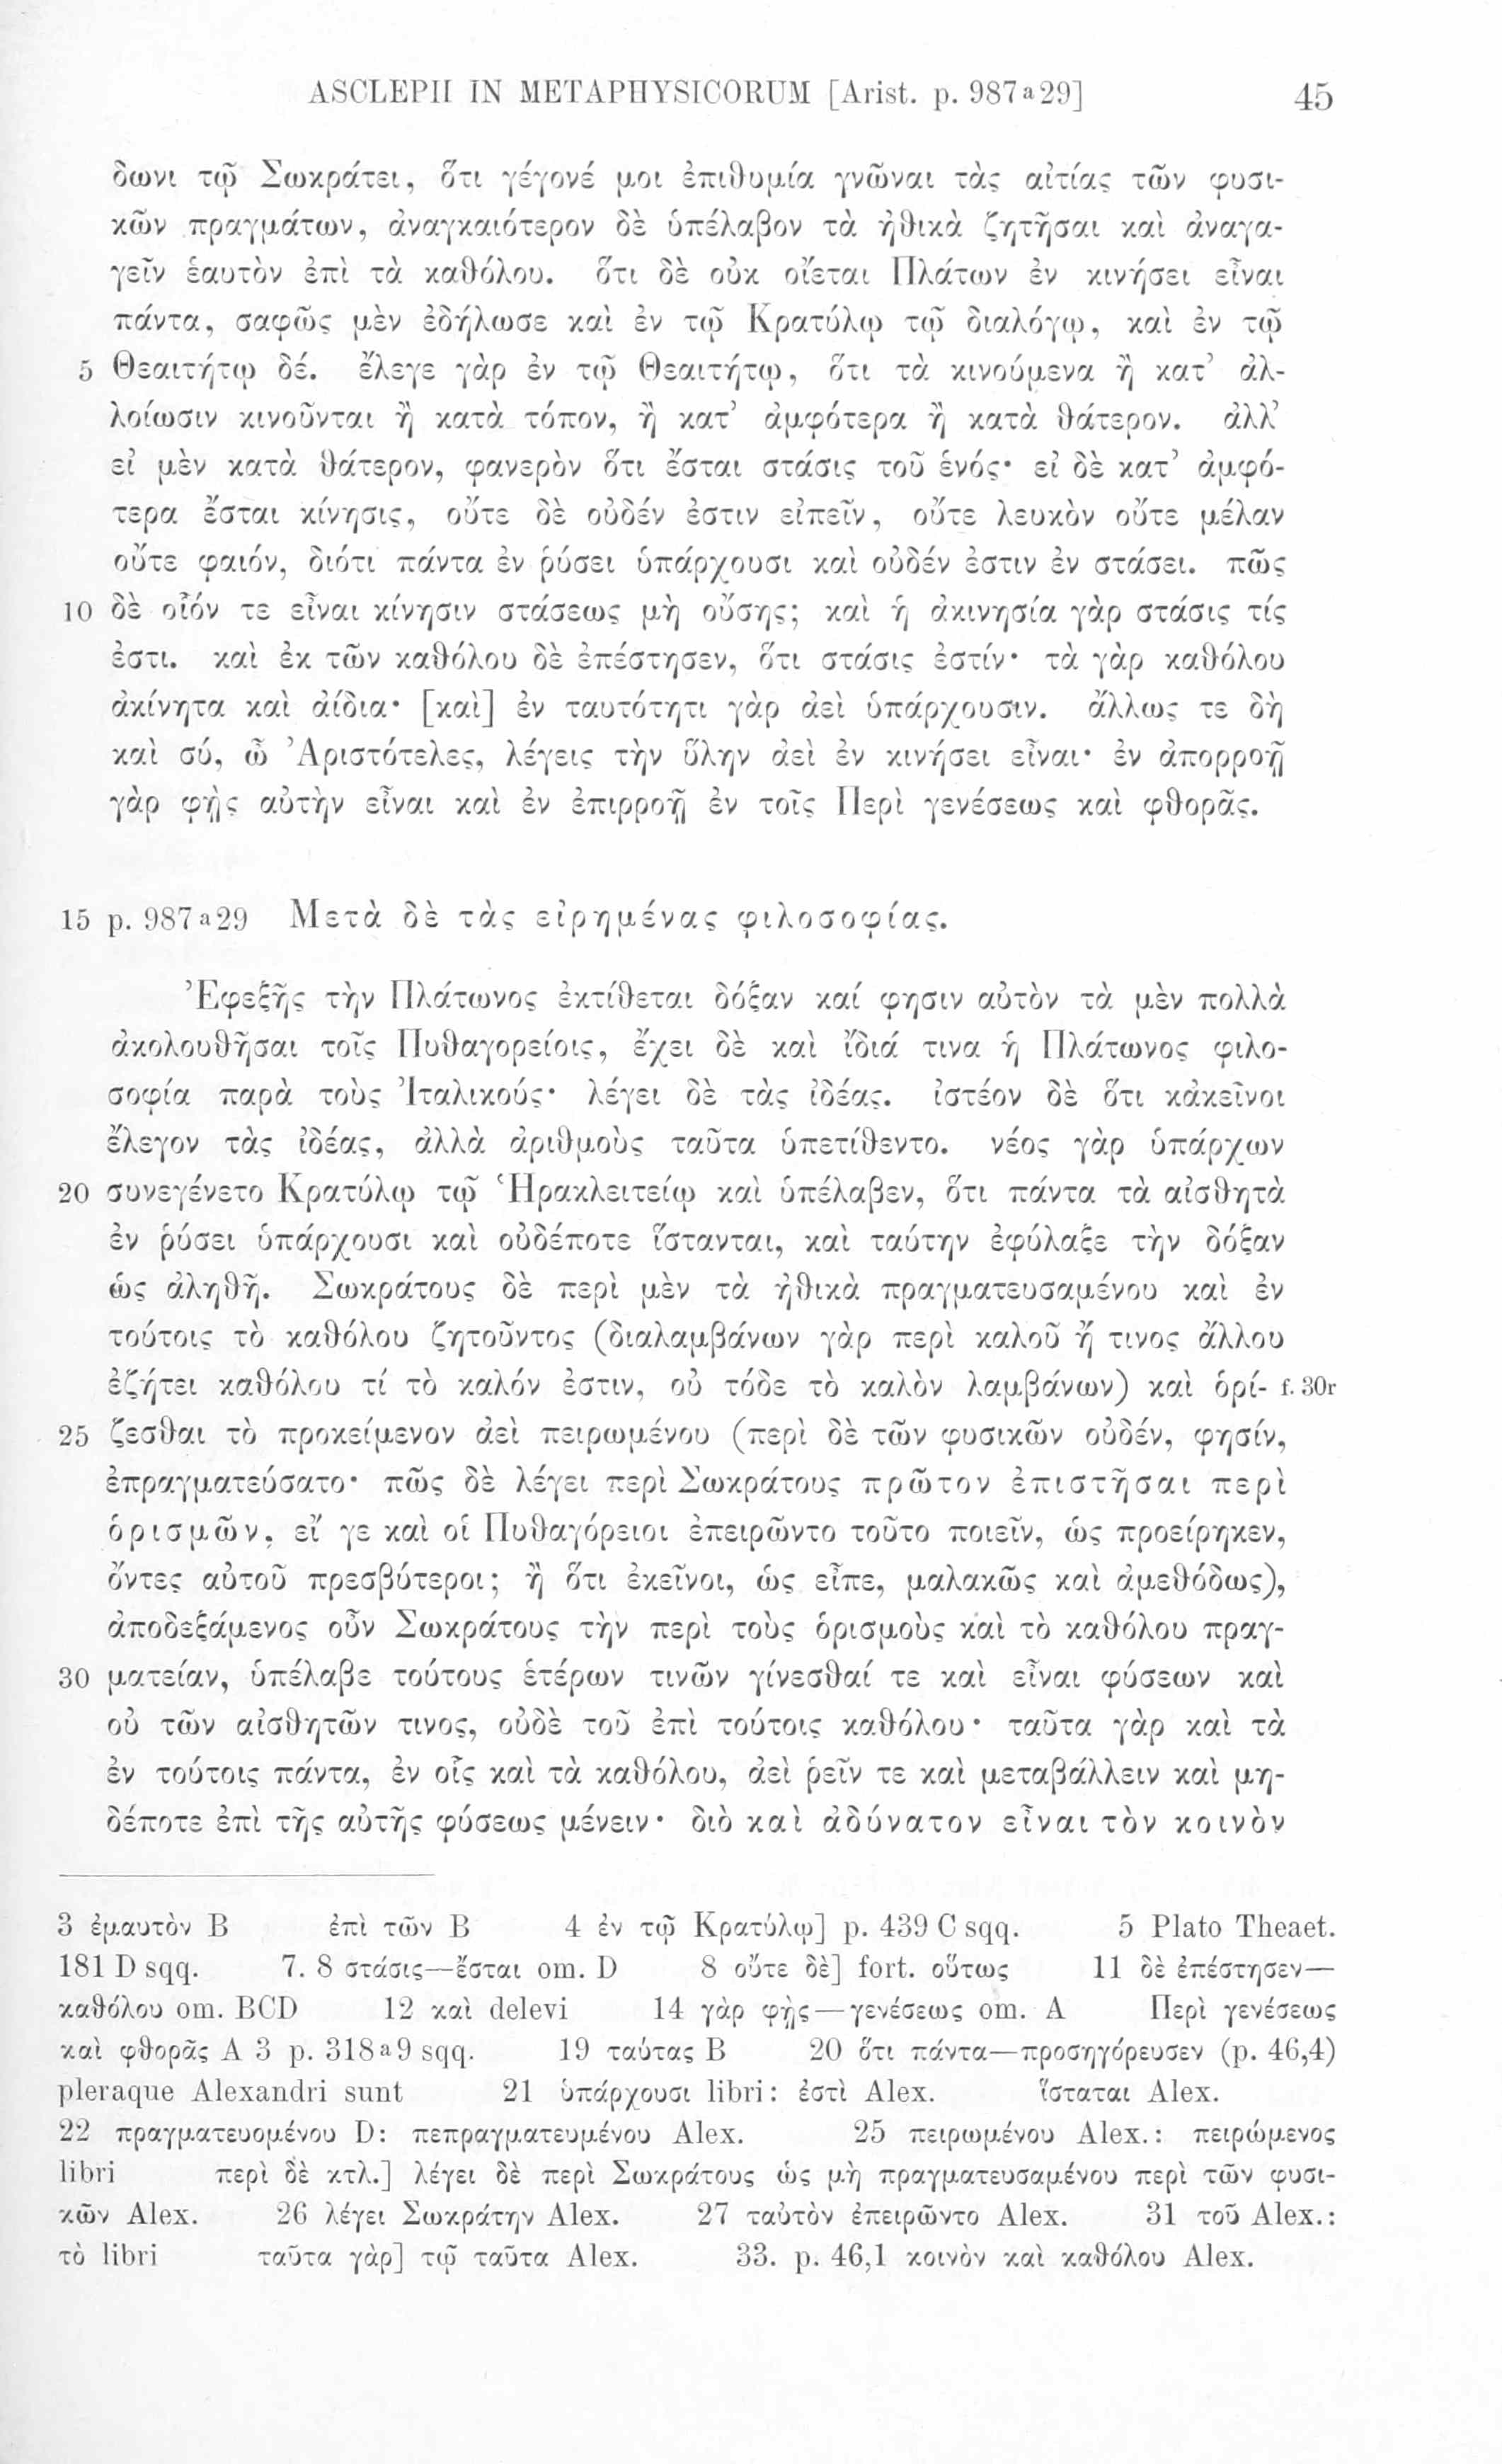 ASCLEPII IN METAPHYSICORUM [Arist. p. 987a29] 45
δωνι τῷ Σωκράτει, ὅτι γέγονέ μοι ἐπιθυμία γνῶναι τὰς αἰτίας τῶν φυσι-
κῶν πραγμάτων, ἀναγκαιότερον δὲ ὑπέλαβον τὰ ἠθικὰ ζητῆσαι καὶ ἀναγα-
γεῖν ἑαυτὸν ἐπὶ τὰ καθόλου. ὅτι δὲ οὐκ οἴεται Πλάτων ἐν κινήσει εἶναι
πάντα, σαφῶς μὲν ἐδήλωσε καὶ ἐν τῷ Κρατύλῳ τῷ διαλόγῳ, καὶ ἐν τῷ
5 Θεαιτήτῳ δέ. ἔλεγε γὰρ ἐν τῷ Θεαιτήτῳ, ὅτι τὰ κινούμενα ἢ κατ’ ἀλ-
λοίωσιν κινοῦνται ἢ κατὰ τόπον, ἢ κατ’ ἀμφότερα ἢ κατὰ θάτερον. ἀλλ’
εἰ μὲν κατὰ θάτερον, φανερὸν ὅτι ἔσται στάσις τοῦ ἑνός· εἰ δὲ κατ’ ἀμφό-
τερα ἔσται κίνησις, οὔτε δὲ οὐδέν ἐστιν εἰπεῖν, οὔτε λευκὸν οὔτε μέλαν
οὔτε φαιόν, διότι πάντα ἐν ῥύσει ὑπάρχουσι καὶ οὐδέν ἐστιν ἐν στάσει. πῶς
10 δὲ οἷόν τε εἶναι κίνησιν στάσεως μὴ οὔσης; καὶ ἡ ἀκινησία γὰρ στάσις τίς
ἐστι. καὶ ἐκ τῶν καθόλου δὲ ἐπέστησεν, ὅτι στάσις ἐστίν· τὰ γὰρ καθόλου
ἀκίνητα καὶ ἀίδια· [καὶ] ἐν ταυτότητι γὰρ ἀεὶ ὑπάρχουσιν. ἄλλως τε δὴ
καὶ σύ, ὦ Ἀριστότελες, λέγεις τὴν ὕλην ἀεὶ ἐν κινήσει εἶναι· ἐν ἀπορροῇ
γὰρ φῂς αὐτὴν εἶναι καὶ ἐν ἐπιρροῇ ἐν τοῖς Περὶ γενέσεως καὶ φθορᾶς.
15 p. 987a29 Μετὰ δὲ τὰς εἰρημένας φιλοσοφίας.
Ἐφεξῆς τὴν Πλάτωνος ἐκτίθεται δόξαν καί φησιν αὐτὸν τὰ μὲν πολλὰ
ἀκολουθῆσαι τοῖς Πυθαγορείοις, ἔχει δὲ καὶ ἴδιά τινα ἡ Πλάτωνος φιλο-
σοφία παρὰ τοὺς Ἰταλικούς· λέγει δὲ τὰς ἰδέας. ἰστέον δὲ ὅτι κἀκεῖνοι
ἔλεγον τὰς ἰδέας, ἀλλὰ ἀριθμοὺς ταῦτα ὑπετίθεντο. νέος γὰρ ὑπάρχων
20 συνεγένετο Κρατύλῳ τῷ Ἡρακλειτείῳ καὶ ὑπέλαβεν, ὅτι πάντα τὰ αἰσθητὰ
ἐν ῥύσει ὑπάρχουσι καὶ οὐδέποτε ἵστανται, καὶ ταύτην ἐφύλαξε τὴν δόξαν
ὡς ἀληθῆ. Σωκράτους δὲ περὶ μὲν τὰ ἠθικὰ πραγματευσαμένου καὶ ἐν
τούτοις τὸ καθόλου ζητοῦντος (διαλαμβάνων γὰρ περὶ καλοῦ ἤ τινος ἄλλου
ἐζήτει καθόλου τί τὸ καλόν ἐστιν, οὐ τόδε τὸ καλὸν λαμβάνων) καὶ ὁρί- f. 30r
25 ζεσθαι τὸ προκείμενον ἀεὶ πειρωμένου (περὶ δὲ τῶν φυσικῶν οὐδέν, φησίν,
ἐπραγματεύσατο· πῶς δὲ λέγει περὶ Σωκράτους πρῶτον ἐπιστῆσαι περὶ
ὁρισμῶν, εἴ γε καὶ οἱ Πυθαγόρειοι ἐπειρῶντο τοῦτο ποιεῖν, ὡς προείρηκεν,
ὄντες αὐτοῦ πρεσβύτεροι; ἢ ὅτι ἐκεῖνοι, ὡς εἶπε, μαλακῶς καὶ ἀμεθόδως),
ἀποδεξάμενος οὖν Σωκράτους τὴν περὶ τοὺς ὁρισμοὺς καὶ τὸ καθόλου πραγ-
30 ματείαν, ὑπέλαβε τούτους ἑτέρων τινῶν γίνεσθαί τε καὶ εἶναι φύσεων καὶ
οὐ τῶν αἰσθητῶν τινος, οὐδὲ τοῦ ἐπὶ τούτοις καθόλου· ταῦτα γὰρ καὶ τὰ
ἐν τούτοις πάντα, ἐν οἷς καὶ τὰ καθόλου, ἀεὶ ῥεῖν τε καὶ μεταβάλλειν καὶ μη-
δέποτε ἐπὶ τῆς αὐτῆς φύσεως μένειν· διὸ καὶ ἀδύνατον εἶναι τὸν κοινὸν
3 ἐμαυτὸν B ἐπὶ τῶν B 4 ἐν τῷ Κρατύλῳ] p. 439 C sqq. 5 Plato Theaet.
181 D sqq. 7. 8 στάσις—ἔσται om. D 8 οὔτε δὲ] fort. οὕτως 11 δὲ ἐπέστησεν—
καθόλου om. BCD 12 καὶ delevi 14 γὰρ φῂς—γενέσεως om. A Περὶ γενέσεως
καὶ φθορᾶς A 3 p. 318a9 sqq. 19 ταύτας B 20 ὅτι πάντα—προσηγόρευσεν (p. 46,4)
pleraque Alexandri sunt 21 ὑπάρχουσι libri: ἐστὶ Alex. ἵσταται Alex.
22 πραγματευομένου D: πεπραγματευμένου Alex. 25 πειρωμένου Alex.: πειρώμενος
libri περὶ δὲ κτλ.] λέγει δὲ περὶ Σωκράτους ὡς μὴ πραγματευσαμένου περὶ τῶν φυσι-
κῶν Alex. 26 λέγει Σωκράτην Alex. 27 ταὐτὸν ἐπειρῶντο Alex. 31 τοῦ Alex.:
τὸ libri ταῦτα γὰρ] τῷ ταῦτα Alex. 33. p. 46,1 κοινὸν καὶ καθόλου Alex.